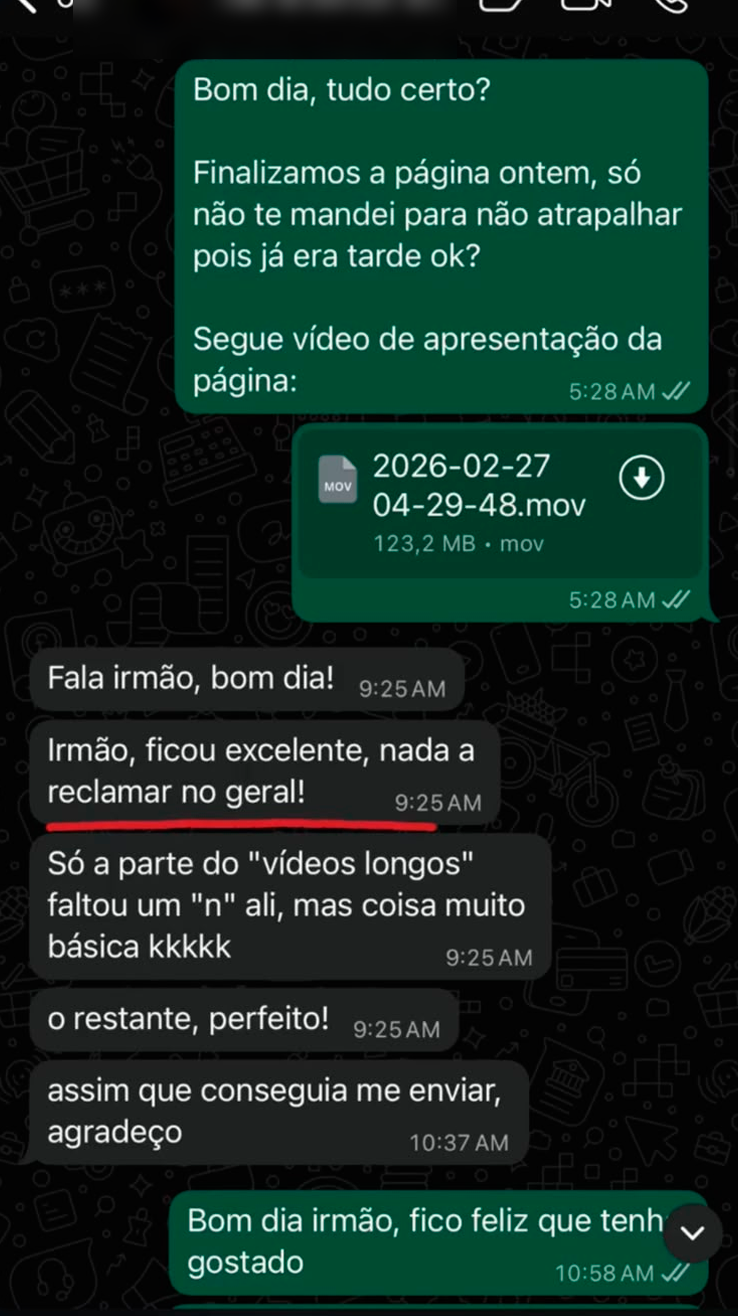 Bom dia, tudo certo?
Finalizamos a página ontem, só
não te mandei para não atrapalhar
pois já era tarde ok?
Segue vídeo de apresentação da
página:
5:28 AM
MOV
2026-02-27
04-29-48.mov
123,2 MB • mov
5:28 AM
Fala irmão, bom dia!
9:25 AM
Irmão, ficou excelente, nada a
reclamar no geral!
9:25 AM
Só a parte do "vídeos longos"
faltou um "n" ali, mas coisa muito
básica kkkkk
9:25 AM
o restante, perfeito!
9:25 AM
assim que conseguia me enviar,
agradeço
10:37 AM
Bom dia irmão, fico feliz que tenh
gostado
10:58 AM